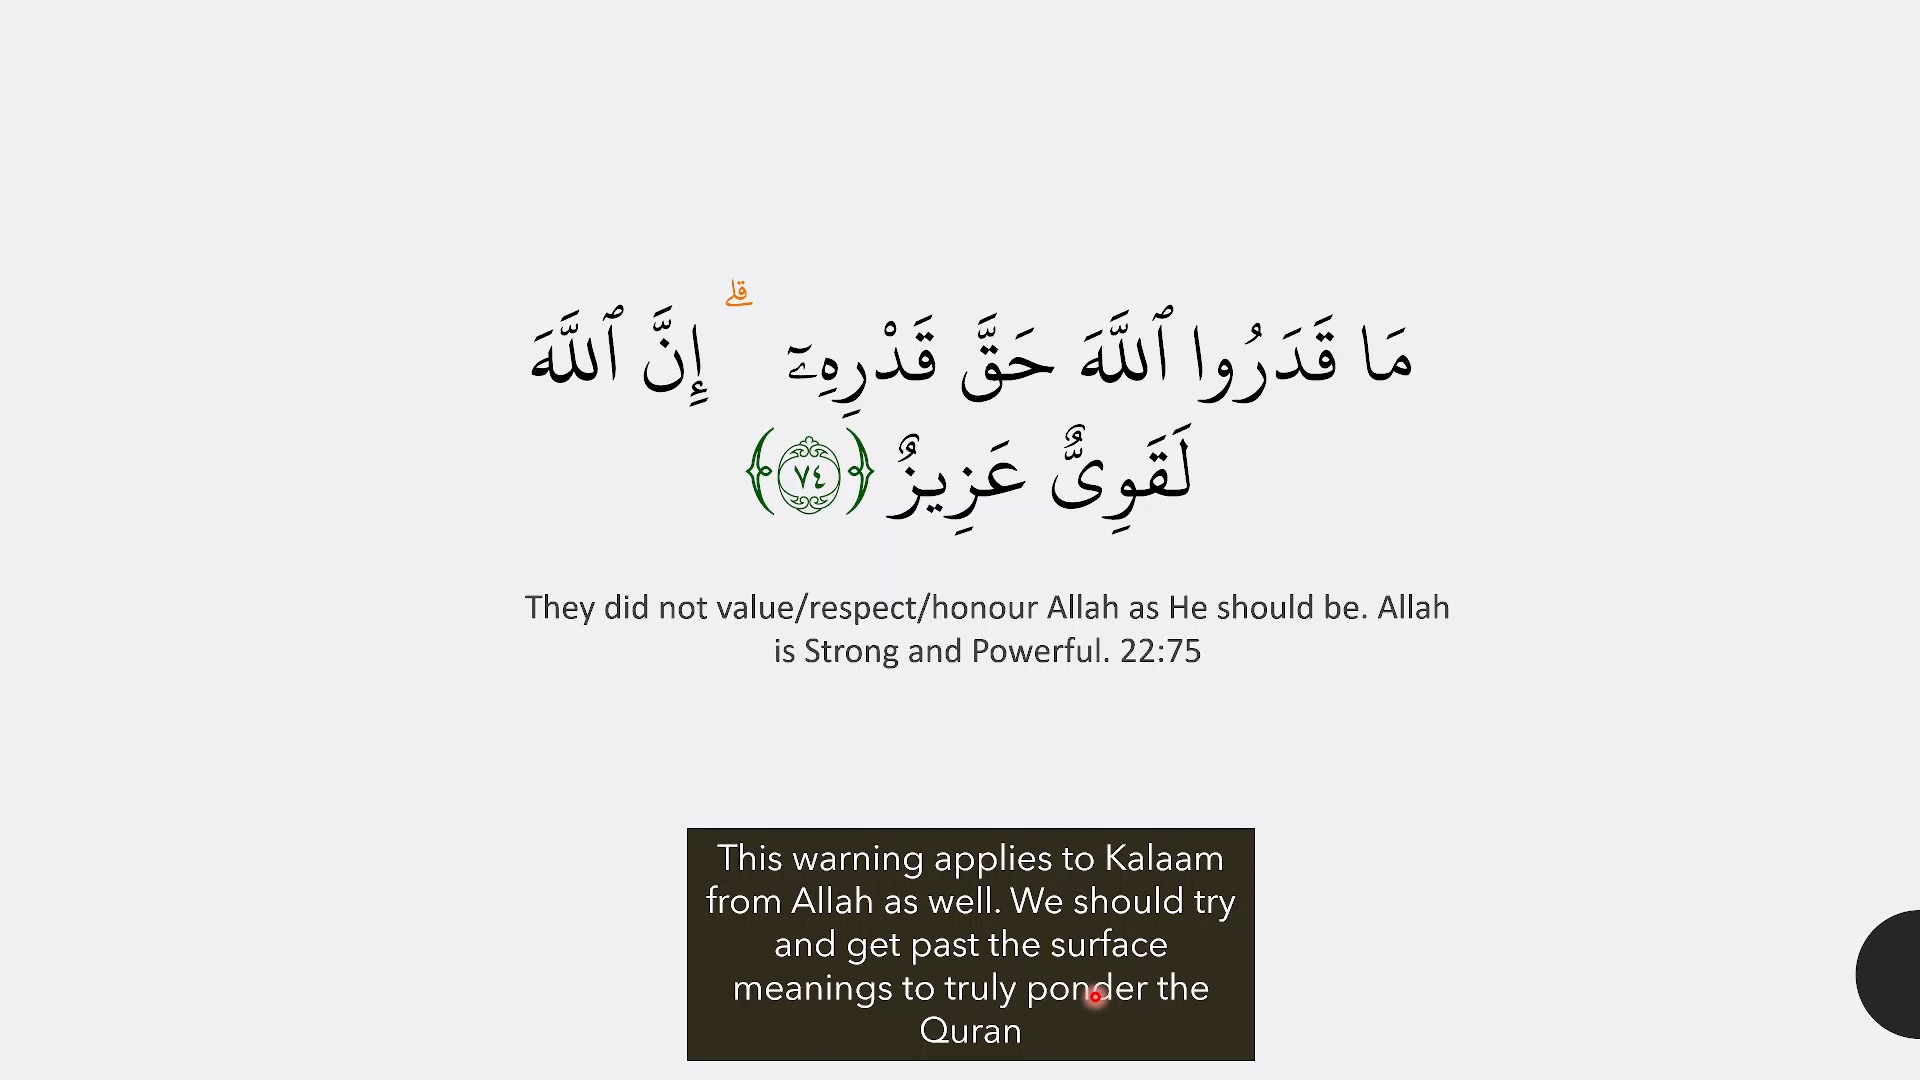 مَا قَدَرُوا ٱللَّهَ حَقَّ قَدْرِهِۦٓ ۗ إِنَّ ٱللَّهَ
لَقَوِىٌّ عَزِيزٌ ﴿٧٤﴾
They did not value/respect/honour Allah as He should be. Allah
is Strong and Powerful. 22:75
This warning applies to Kalaam
from Allah as well. We should try
and get past the surface
meanings to truly ponder the
Quran